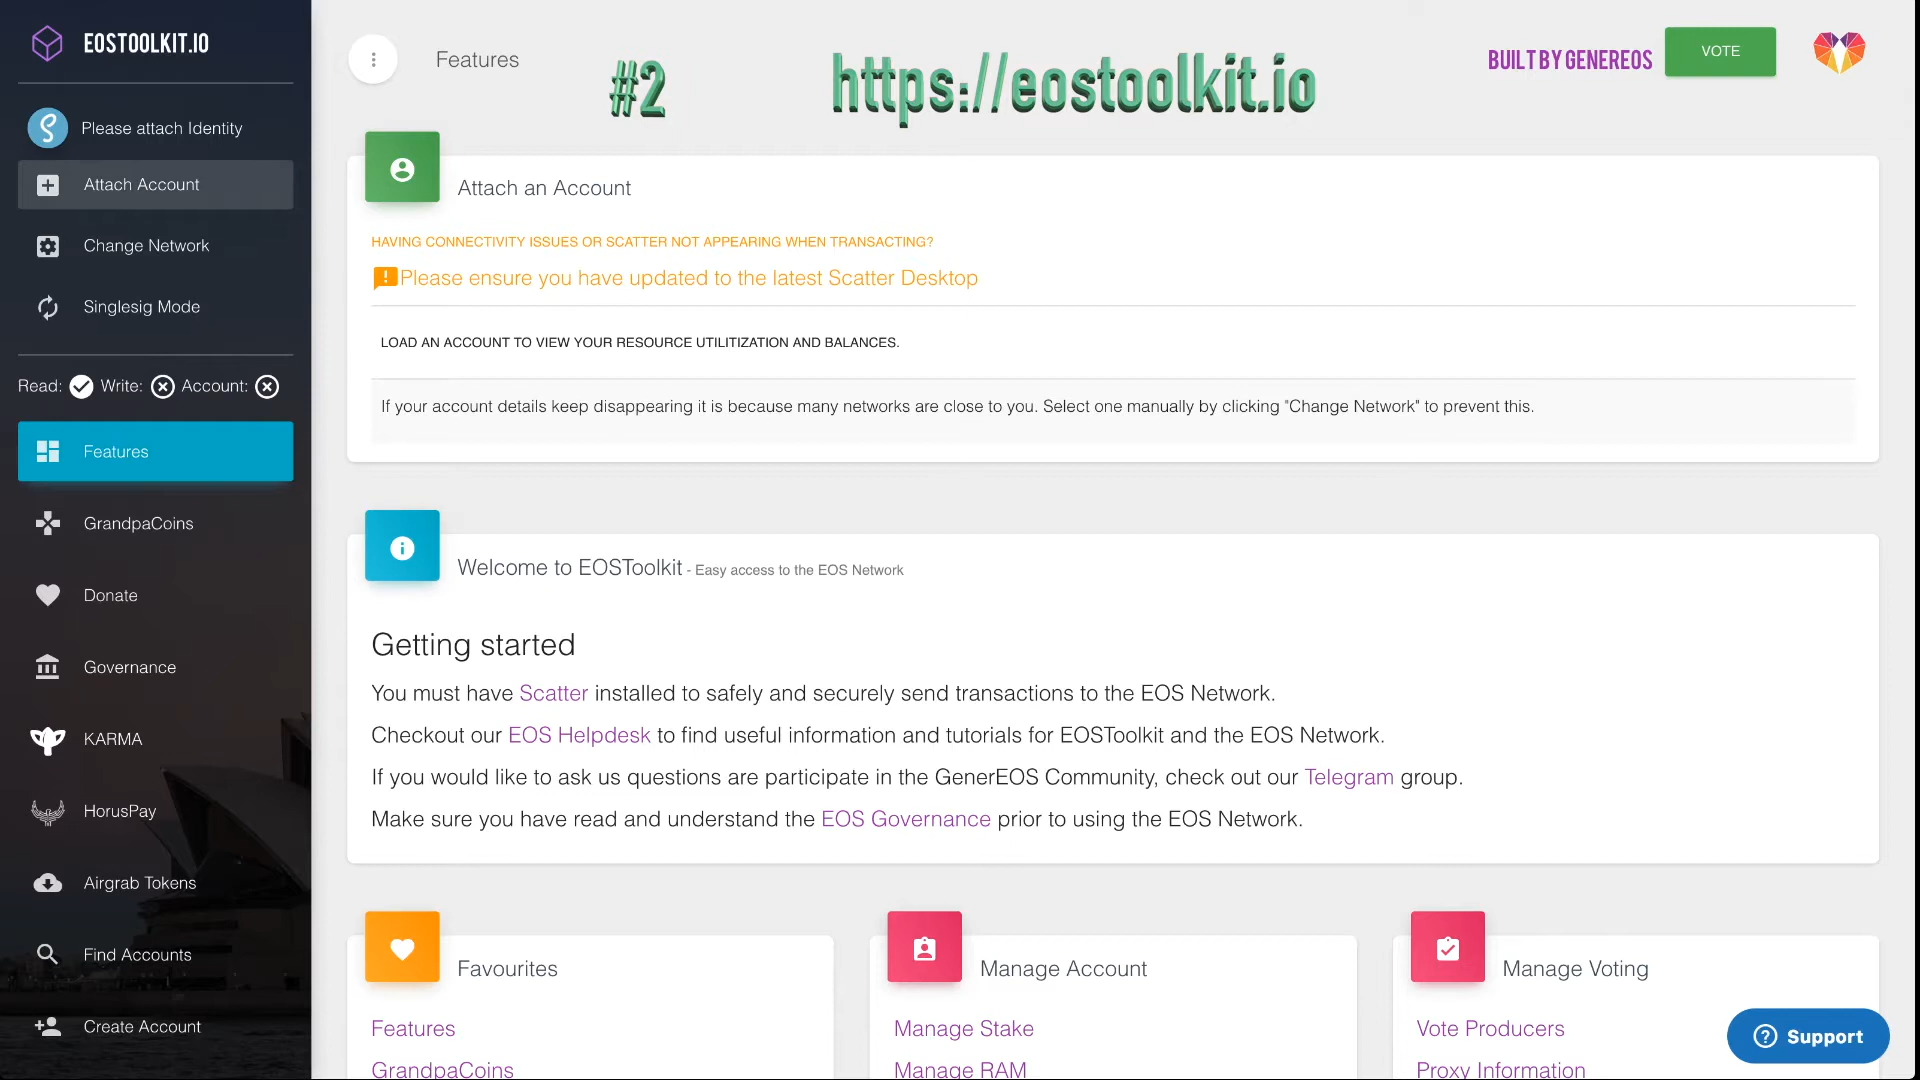 EOSTOOLKIT.IO
Please attach Identity
Attach Account
Change Network
Singlesig Mode
Read: Write: Account:
Features
GrandpaCoins
Donate
Governance
KARMA
HorusPay
Airgrab Tokens
Find Accounts
Create Account
Features
#2
https://eostoolkit.io
BUILT BY GENEREOS
VOTE
Attach an Account
HAVING CONNECTIVITY ISSUES OR SCATTER NOT APPEARING WHEN TRANSACTING?
Please ensure you have updated to the latest Scatter Desktop
LOAD AN ACCOUNT TO VIEW YOUR RESOURCE UTILITIZATION AND BALANCES.
If your account details keep disappearing it is because many networks are close to you. Select one manually by clicking "Change Network" to prevent this.
Welcome to EOSToolkit - Easy access to the EOS Network
Getting started
You must have Scatter installed to safely and securely send transactions to the EOS Network.
Checkout our EOS Helpdesk to find useful information and tutorials for EOSToolkit and the EOS Network.
If you would like to ask us questions are participate in the GenerEOS Community, check out our Telegram group.
Make sure you have read and understand the EOS Governance prior to using the EOS Network.
Favourites
Features
GrandpaCoins
Manage Account
Manage Stake
Manage RAM
Manage Voting
Vote Producers
Proxy Information
Support